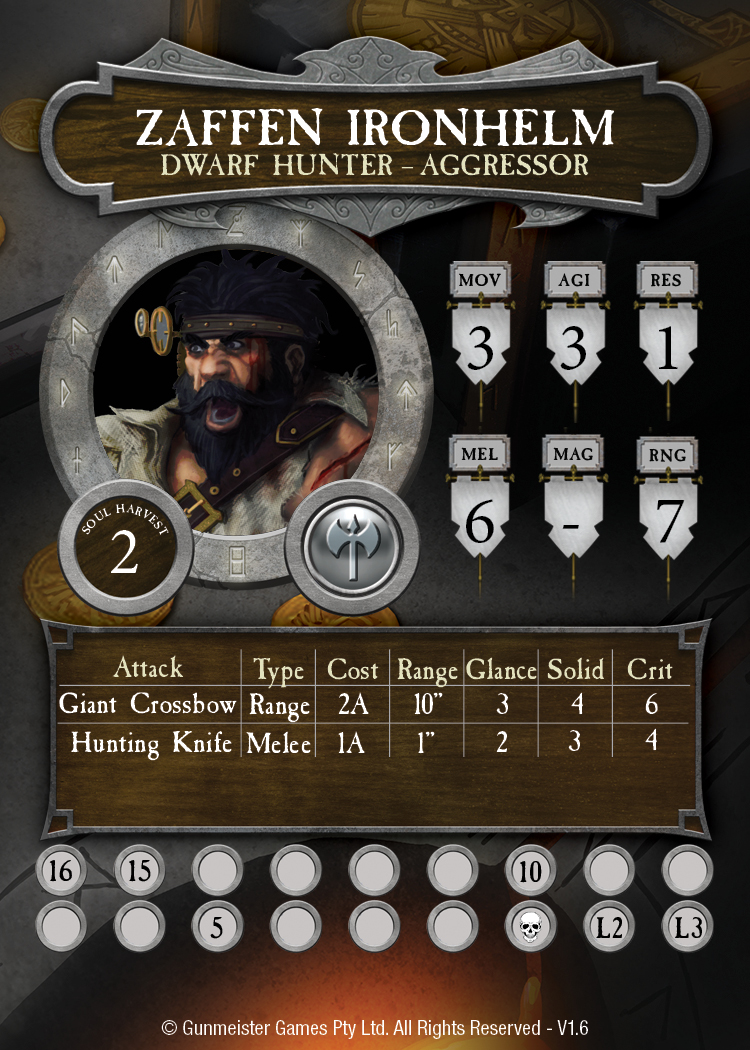 ZAFFEN IRONHELM
DWARF HUNTER – AGGRESSOR
MOV AGI RES
3 3 1
MEL MAG RNG
6 - 7
SOUL HARVEST
2
Attack Type Cost Range Glance Solid Crit
Giant Crossbow Range 2A 10” 3 4 6
Hunting Knife Melee 1A 1” 2 3 4
16 15 10
5 L2 L3
© Gunmeister Games Pty Ltd. All Rights Reserved - V1.6